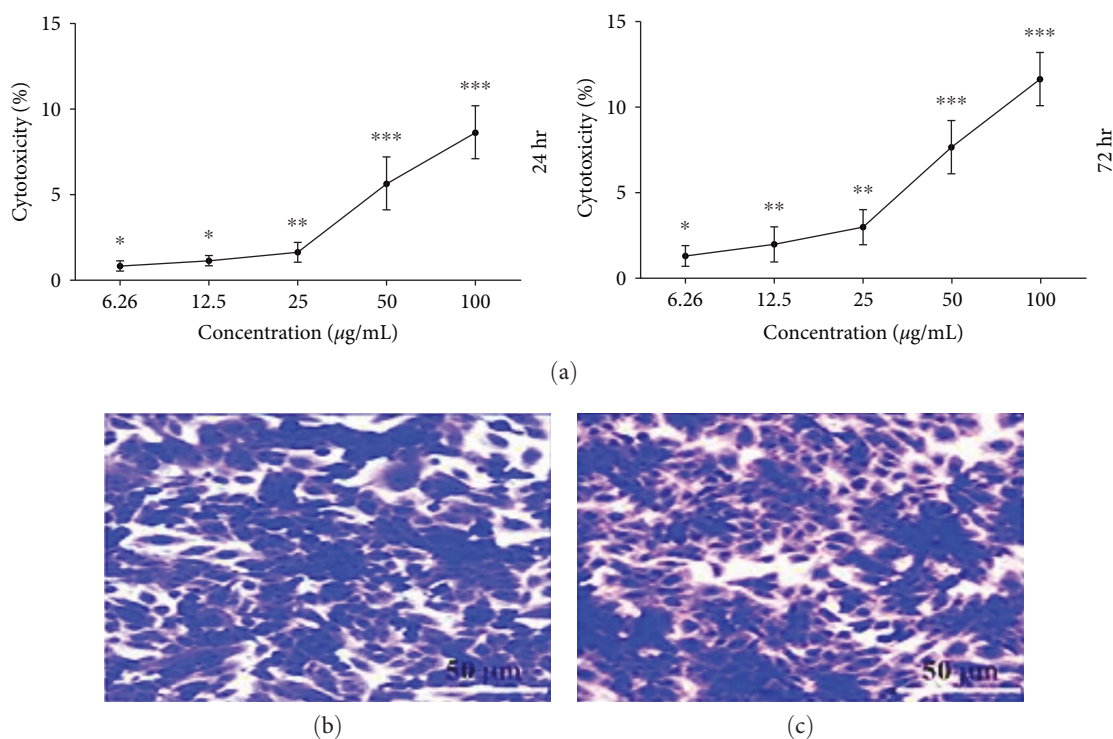 15
10
5
0
Cytotoxicity (%)
*
*
**
***
***
6.26 12.5 25 50 100
Concentration (μg/mL)
24 hr
15
10
5
0
Cytotoxicity (%)
*
**
**
***
***
6.26 12.5 25 50 100
Concentration (μg/mL)
72 hr
(a)
50 μm
50 μm
(b)
(c)